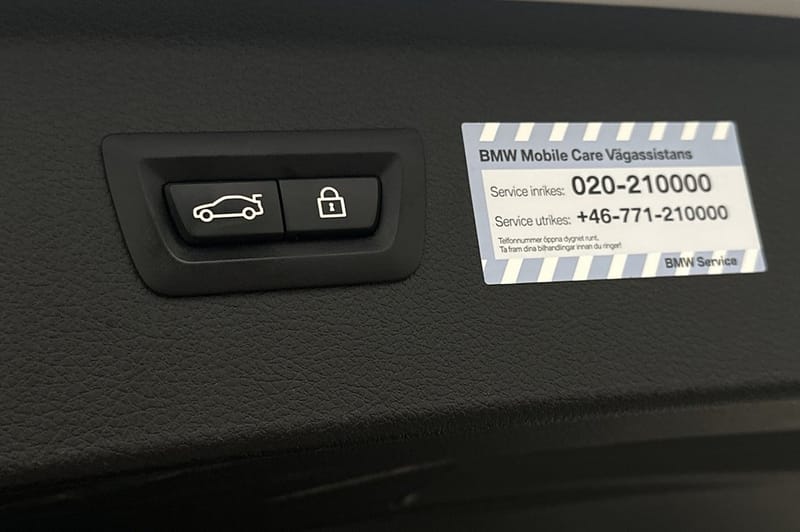 BMW Mobile Care Vägassistans
Service inrikes: 020-210000
Service utrikes: +46-771-210000
Telfonnummer öppna dygnet runt.
Ta fram dina bilhandlingar innan du ringer!
BMW Service